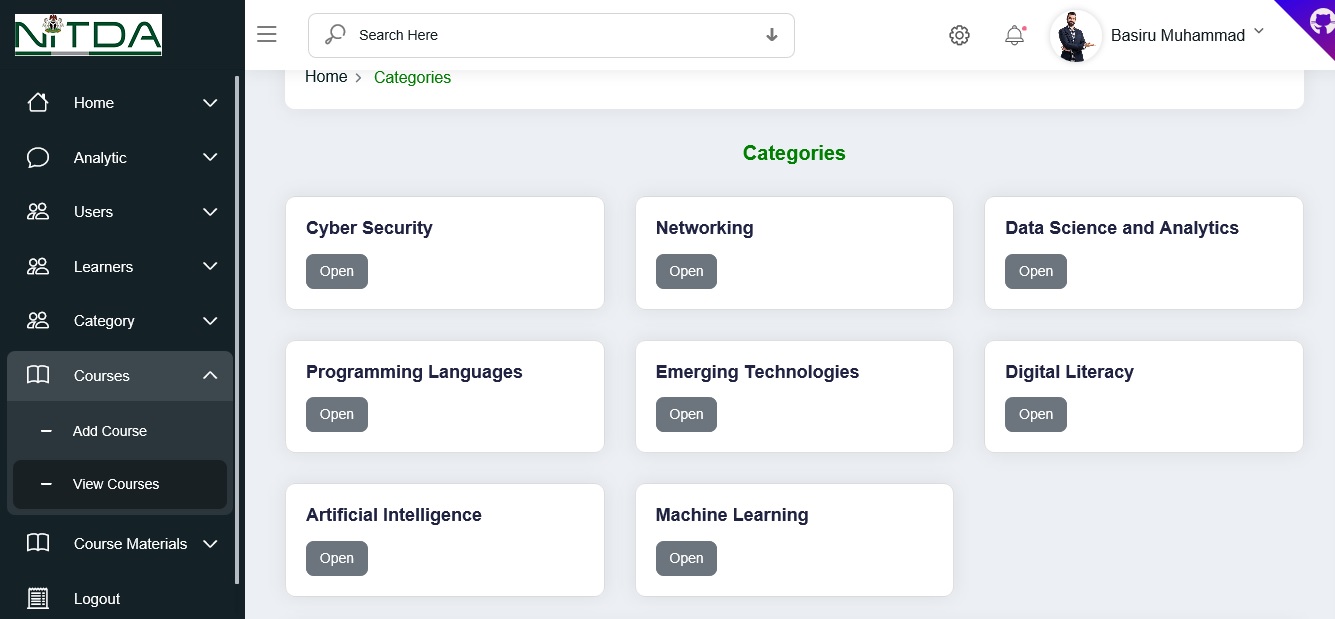 NITDA
Search Here
Basiru Muhammad
Home
Analytic
Users
Learners
Category
Courses
Add Course
View Courses
Course Materials
Logout
Home > Categories
Categories
Cyber Security
Open
Networking
Open
Data Science and Analytics
Open
Programming Languages
Open
Emerging Technologies
Open
Digital Literacy
Open
Artificial Intelligence
Open
Machine Learning
Open